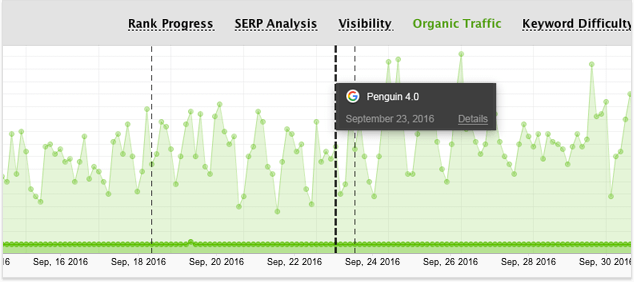 Rank Progress SERP Analysis Visibility Organic Traffic Keyword Difficulty
Penguin 4.0
September 23, 2016 Details
16 Sep, 16 2016 Sep, 18 2016 Sep, 20 2016 Sep, 22 2016 Sep, 24 2016 Sep, 26 2016 Sep, 28 2016 Sep, 30 2016